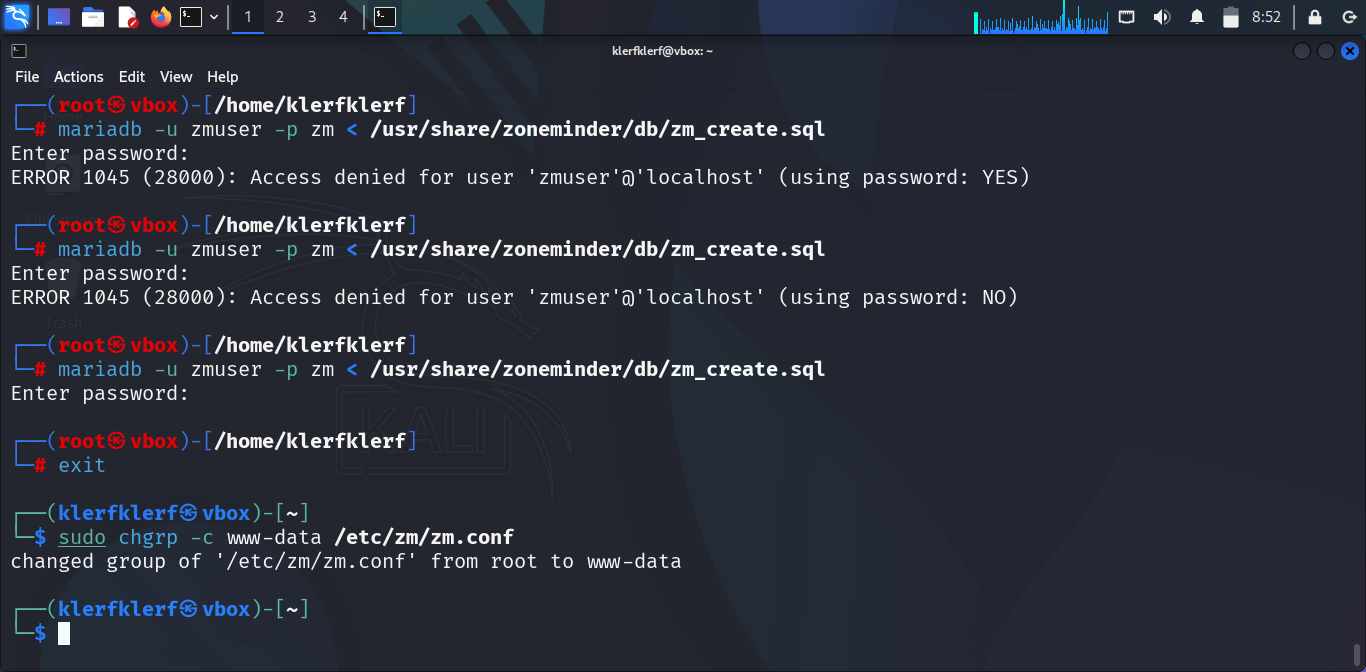 1 2 3 4 8:52
klerfklerf@vbox: ~
File Actions Edit View Help
┌──(root㉿vbox)-[/home/klerfklerf]
└─# mariadb -u zmuser -p zm < /usr/share/zoneminder/db/zm_create.sql
Enter password:
ERROR 1045 (28000): Access denied for user 'zmuser'@'localhost' (using password: YES)
┌──(root㉿vbox)-[/home/klerfklerf]
└─# mariadb -u zmuser -p zm < /usr/share/zoneminder/db/zm_create.sql
Enter password:
ERROR 1045 (28000): Access denied for user 'zmuser'@'localhost' (using password: NO)
Trash
┌──(root㉿vbox)-[/home/klerfklerf]
└─# mariadb -u zmuser -p zm < /usr/share/zoneminder/db/zm_create.sql
Enter password:
KALI
┌──(root㉿vbox)-[/home/klerfklerf]
└─# exit
┌──(klerfklerf㉿vbox)-[~]
└─$ sudo chgrp -c www-data /etc/zm/zm.conf
changed group of '/etc/zm/zm.conf' from root to www-data
┌──(klerfklerf㉿vbox)-[~]
└─$